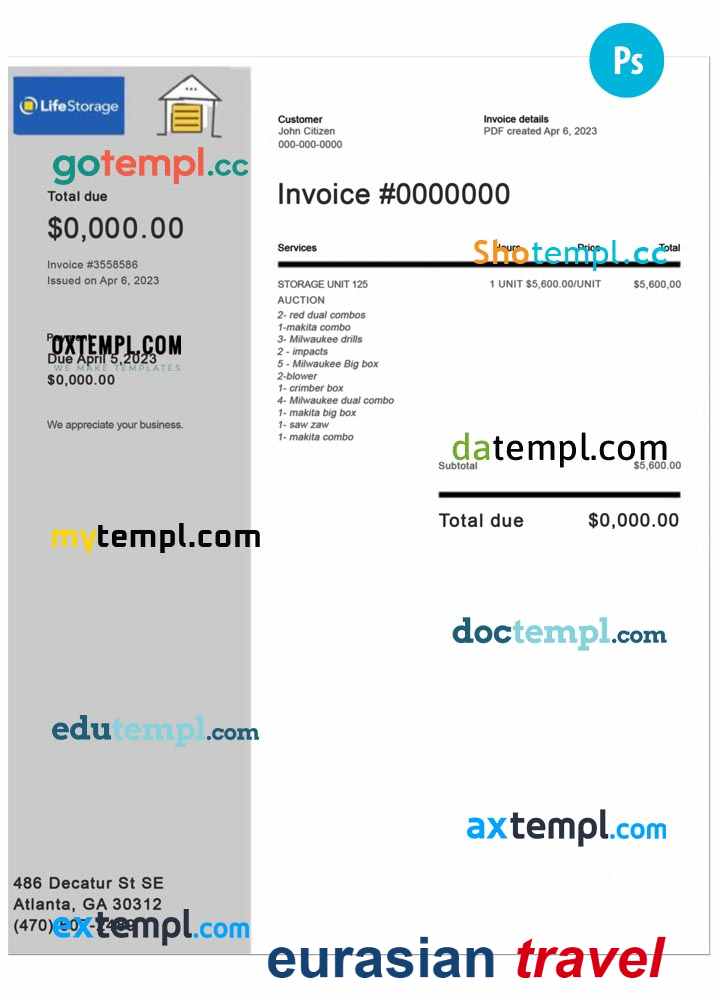 Ps
LifeStorage
gotempl.cc
Total due
$0,000.00
Invoice #3558586
Issued on Apr 6, 2023
OXTEMPL.COM
Due April 5,2023
WE MAKE TEMPLATES
$0,000.00
We appreciate your business.
mytempl.com
edutempl.com
486 Decatur St SE
Atlanta, GA 30312
(470)
extempl.com
Customer
John Citizen
000-000-0000
Invoice details
PDF created Apr 6, 2023
Invoice #0000000
Services Hours Price Total
Shotempl.cc
STORAGE UNIT 125 1 UNIT $5,600.00/UNIT $5,600,00
AUCTION
2- red dual combos
1-makita combo
3- Milwaukee drills
2 - impacts
5 - Milwaukee Big box
2-blower
1- crimber box
4- Milwaukee dual combo
1- makita big box
1- saw zaw
1- makita combo
datempl.com
Subtotal $5,600.00
Total due $0,000.00
doctempl.com
axtempl.com
eurasian travel